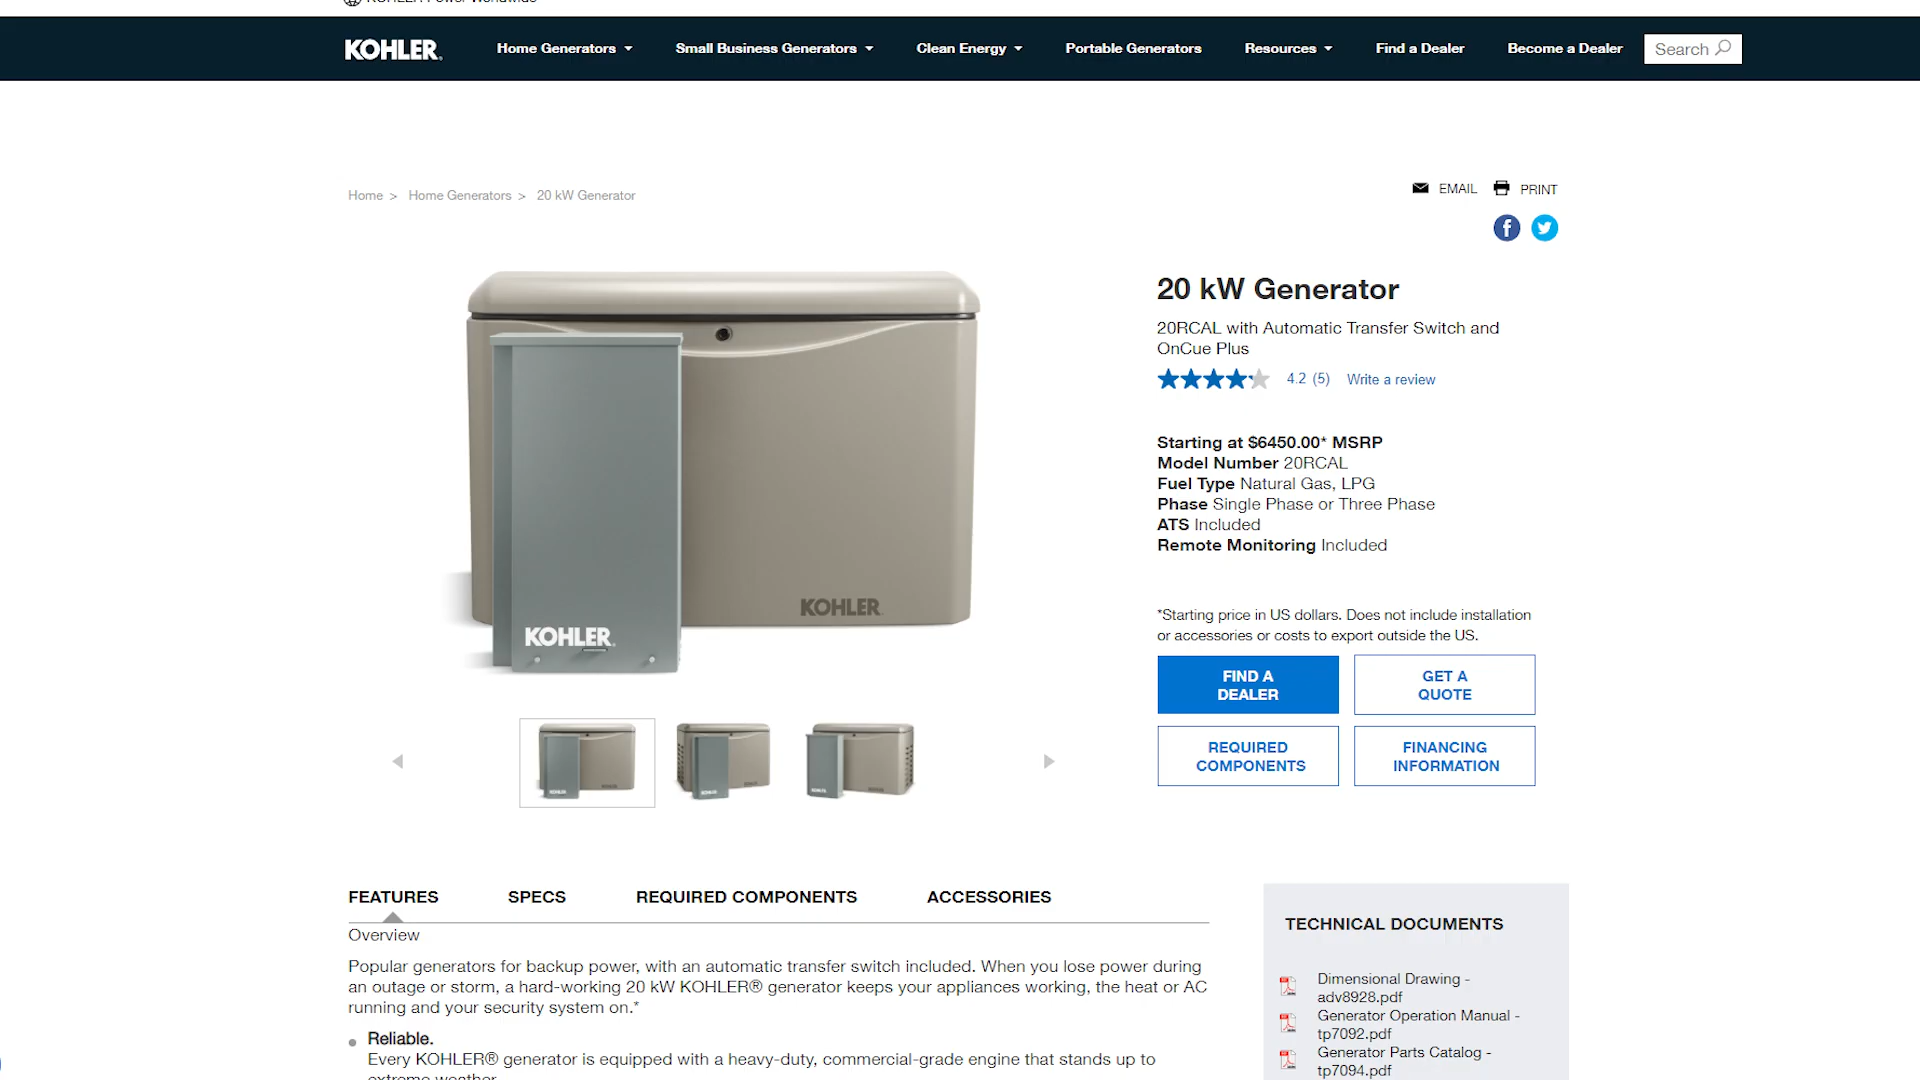 KOHLER Power Worldwide
KOHLER.
Home Generators
Small Business Generators
Clean Energy
Portable Generators
Resources
Find a Dealer
Become a Dealer
Search
Home > Home Generators > 20 kW Generator
EMAIL
PRINT
20 kW Generator
20RCAL with Automatic Transfer Switch and
OnCue Plus
4.2 (5) Write a review
Starting at $6450.00* MSRP
Model Number 20RCAL
Fuel Type Natural Gas, LPG
Phase Single Phase or Three Phase
ATS Included
Remote Monitoring Included
*Starting price in US dollars. Does not include installation
or accessories or costs to export outside the US.
FIND A
DEALER
GET A
QUOTE
REQUIRED
COMPONENTS
FINANCING
INFORMATION
KOHLER.
KOHLER.
FEATURES
SPECS
REQUIRED COMPONENTS
ACCESSORIES
Overview
Popular generators for backup power, with an automatic transfer switch included. When you lose power during
an outage or storm, a hard-working 20 kW KOHLER® generator keeps your appliances working, the heat or AC
running and your security system on.*
Reliable.
Every KOHLER® generator is equipped with a heavy-duty, commercial-grade engine that stands up to
extreme weather
TECHNICAL DOCUMENTS
Dimensional Drawing -
adv8928.pdf
Generator Operation Manual -
tp7092.pdf
Generator Parts Catalog -
tp7094.pdf